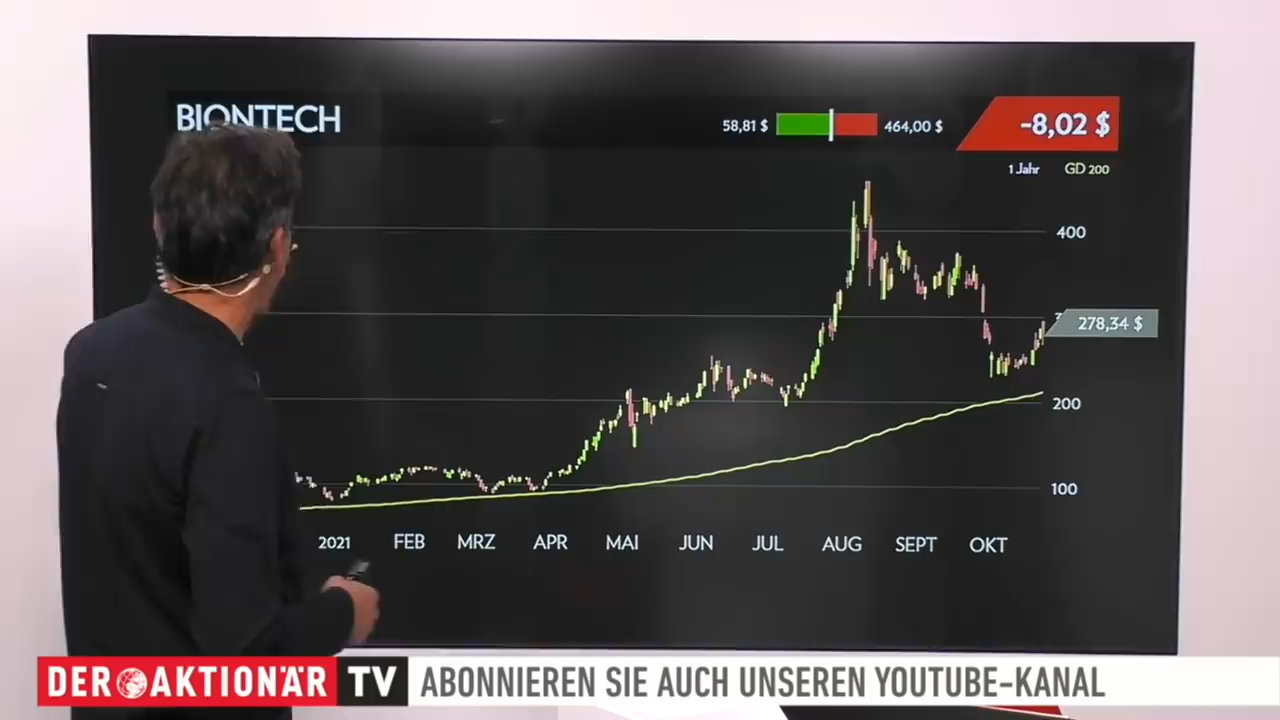 BIONTECH
58,81 $ 464,00 $
-8,02 $
1 Jahr GD 200
400
278,34 $
200
100
2021 FEB MRZ APR MAI JUN JUL AUG SEPT OKT
DER AKTIONÄR TV
ABONNIEREN SIE AUCH UNSEREN YOUTUBE-KANAL